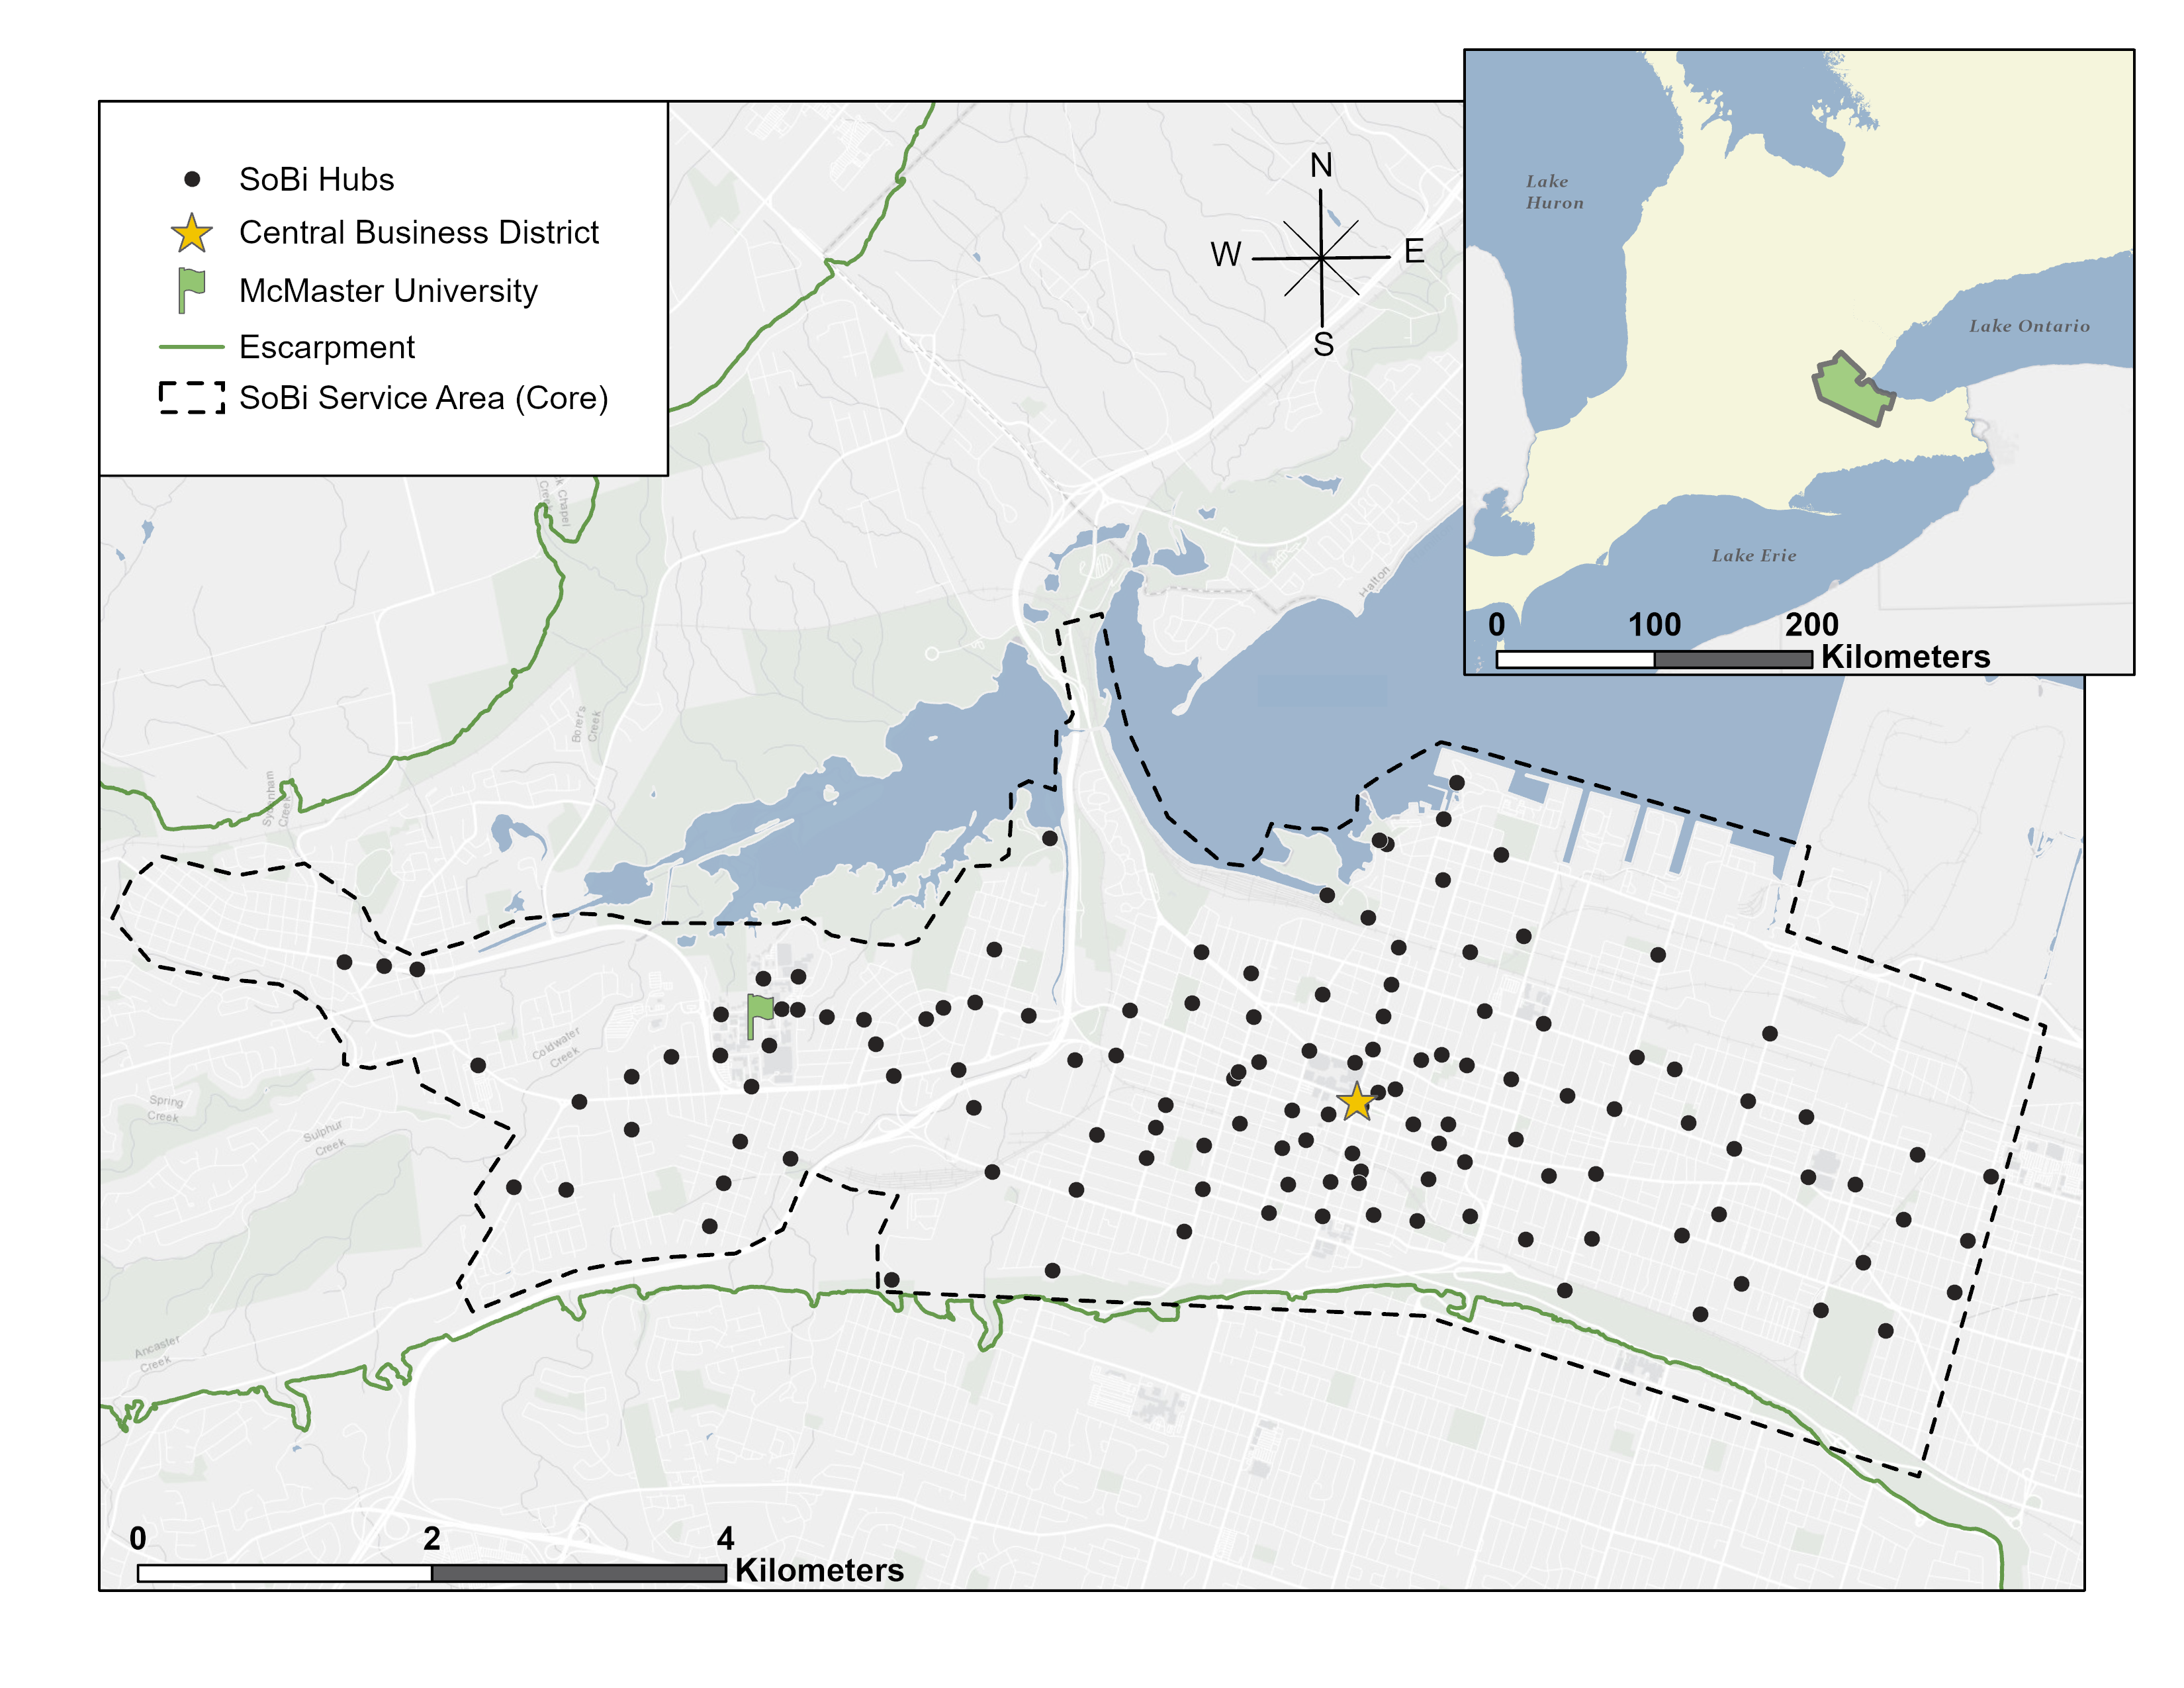 SoBi Hubs
Central Business District
McMaster University
Escarpment
SoBi Service Area (Core)
N
W
E
S
Lake
Huron
Lake Ontario
Lake Erie
0 100 200
Kilometers
Chapel
Creek
Halton
Borer's
Creek
Sydenham
Creek
Coldwater
Creek
Spring
Creek
Sulphur
Creek
Ancaster
Creek
0 2 4
Kilometers